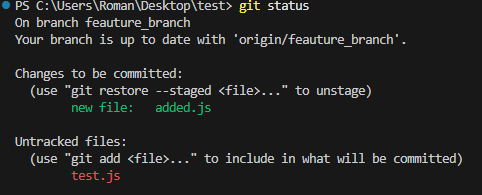 PS C:\Users\Roman\Desktop\test> git status
On branch feauture_branch
Your branch is up to date with 'origin/feauture_branch'.
Changes to be committed:
(use "git restore --staged <file>..." to unstage)
new file: added.js
Untracked files:
(use "git add <file>..." to include in what will be committed)
test.js